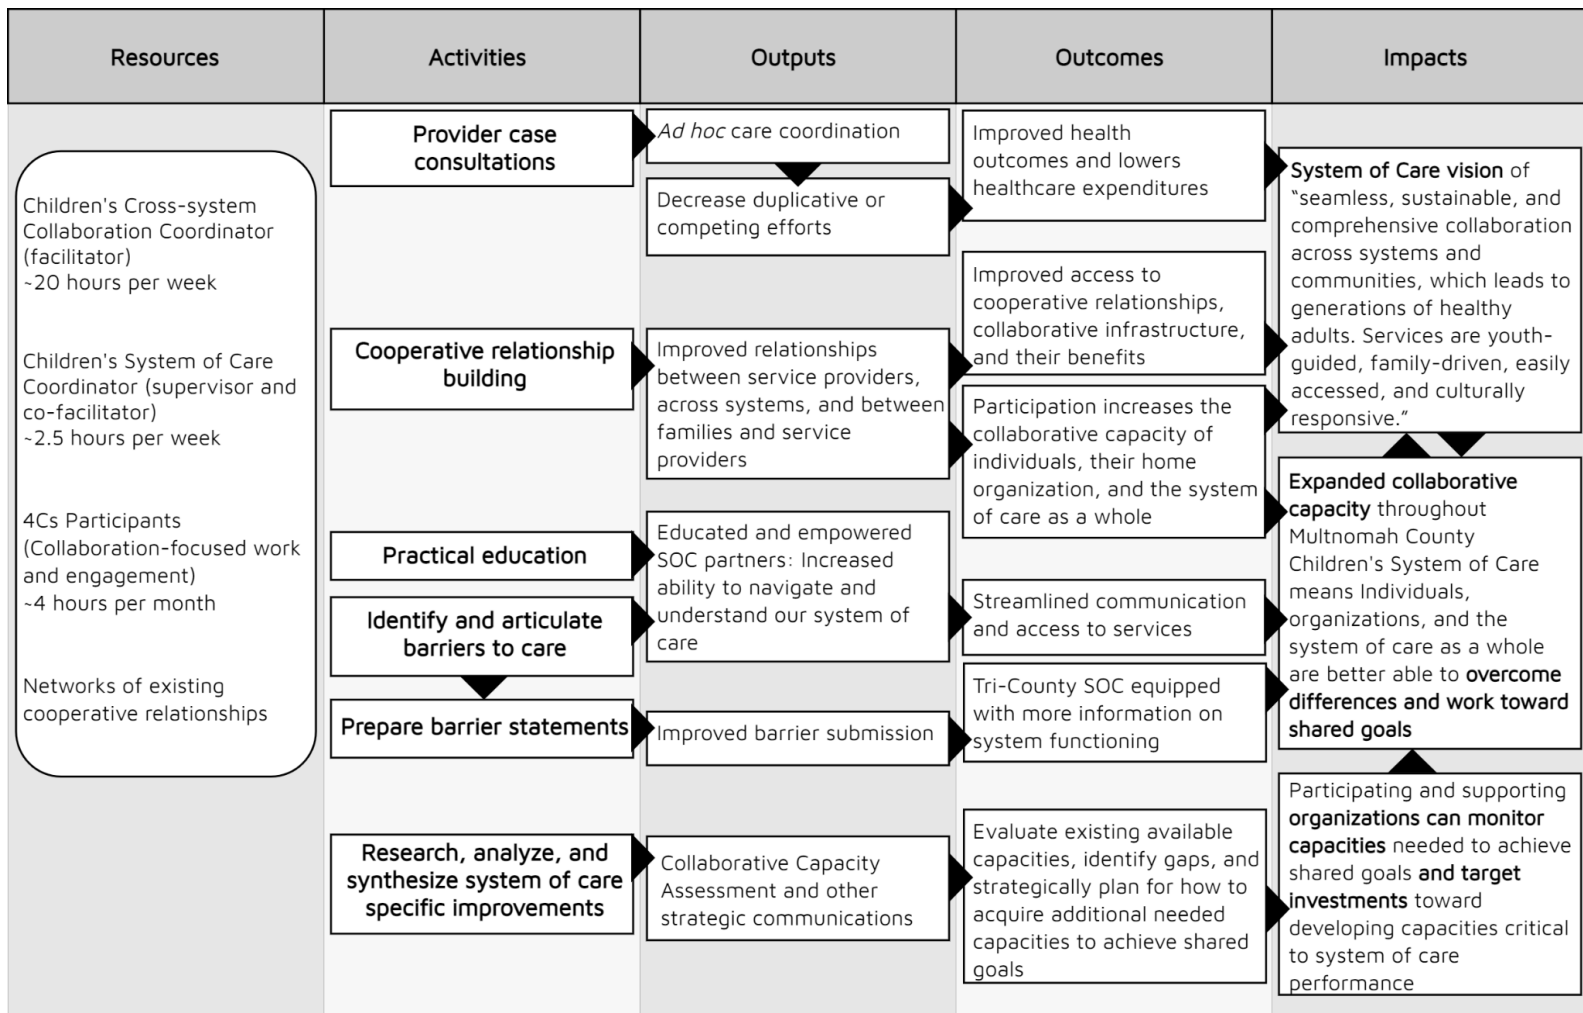 Resources
Activities
Outputs
Outcomes
Impacts
Children's Cross-system
Collaboration Coordinator
(facilitator)
~20 hours per week
Children's System of Care
Coordinator (supervisor and
co-facilitator)
~2.5 hours per week
4Cs Participants
(Collaboration-focused work
and engagement)
~4 hours per month
Networks of existing
cooperative relationships
Provider case
consultations
Cooperative relationship
building
Practical education
Identify and articulate
barriers to care
Prepare barrier statements
Research, analyze, and
synthesize system of care
specific improvements
Ad hoc care coordination
Decrease duplicative or
competing efforts
Improved relationships
between service providers,
across systems, and between
families and service
providers
Educated and empowered
SOC partners: Increased
ability to navigate and
understand our system of
care
Improved barrier submission
Collaborative Capacity
Assessment and other
strategic communications
Improved health
outcomes and lowers
healthcare expenditures
Improved access to
cooperative relationships,
collaborative infrastructure,
and their benefits
Participation increases the
collaborative capacity of
individuals, their home
organization, and the system
of care as a whole
Streamlined communication
and access to services
Tri-County SOC equipped
with more information on
system functioning
Evaluate existing available
capacities, identify gaps, and
strategically plan for how to
acquire additional needed
capacities to achieve shared
goals
System of Care vision of
“seamless, sustainable, and
comprehensive collaboration
across systems and
communities, which leads to
generations of healthy
adults. Services are youth-
guided, family-driven, easily
accessed, and culturally
responsive.”
Expanded collaborative
capacity throughout
Multnomah County
Children's System of Care
means Individuals,
organizations, and the
system of care as a whole
are better able to overcome
differences and work toward
shared goals
Participating and supporting
organizations can monitor
capacities needed to achieve
shared goals and target
investments toward
developing capacities critical
to system of care
performance